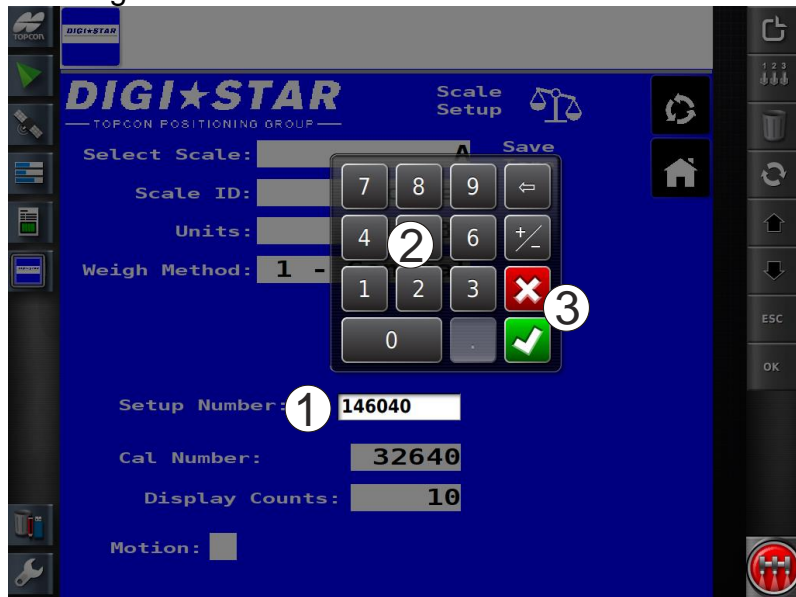 TOPCON
DIGI★STAR
DIGI★STAR
TOPCON POSITIONING GROUP
Scale
Setup
Save
Select Scale: A
Scale ID:
Units:
Weigh Method: 1 -
7 8 9 ⇦
4 2 6 +/-
1 2 3
3
0 .
Setup Number: 1 146040
Cal Number: 32640
Display Counts: 10
Motion:
1 2 3
ESC
OK